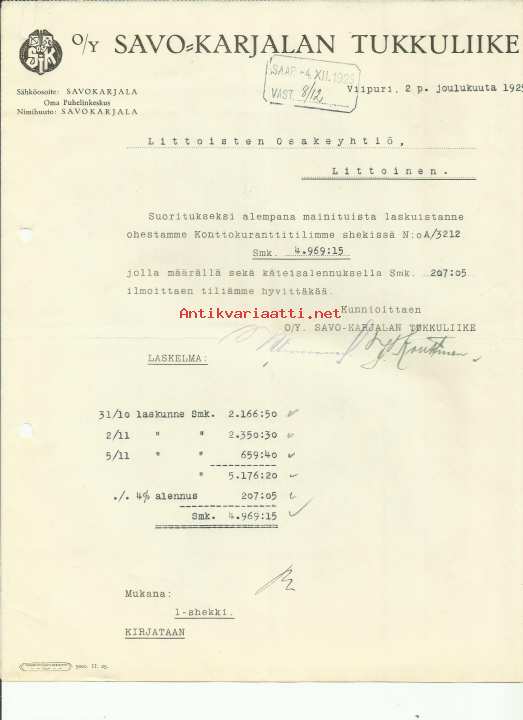 O/Y SAVO-KARJALAN TUKKULIIKE
Sähköosoite: SAVOKARJALA
Oma Puhelinkeskus
Nimihuuto: SAVOKARJALA
SAAP. -4.XII.1925
VAST. 8/12.
Viipuri, 2 p. joulukuuta 1925
Littoisten Osakeyhtiö,
Littoinen.
Suoritukseksi alempana mainituista laskuistanne
ohestamme Konttokuranttitilimme shekissä N:o A/3212
Smk. 4.969:15
jolla määrällä sekä käteisalennuksella Smk. 207:05
ilmoittaen tiliämme hyvittäkää.
Antikvariaatti.net
Kunnioittaen
O/Y. SAVO-KARJALAN TUKKULIIKE
LASKELMA:
31/10 laskunne Smk. 2.166:50
2/11 " " 2.350:30
5/11 " " 659:40
" 5.176:20
./. 4% alennus 207:05
Smk. 4.969:15
Mukana:
1-shekki.
KIRJATAAN
5000. II. 25.